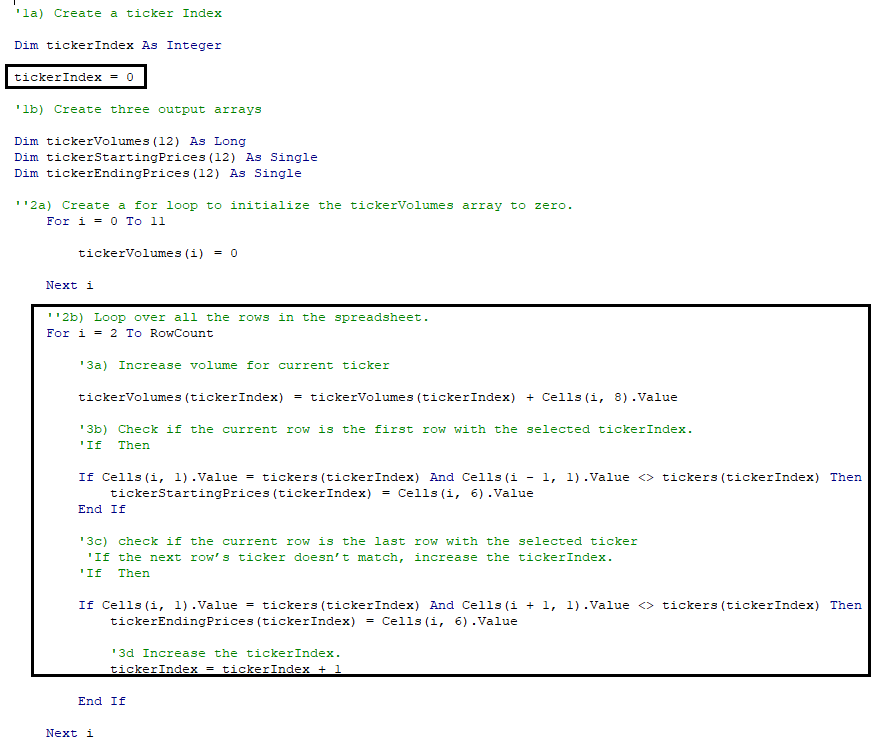 '1a) Create a ticker Index
Dim tickerIndex As Integer
tickerIndex = 0
'1b) Create three output arrays
Dim tickerVolumes(12) As Long
Dim tickerStartingPrices(12) As Single
Dim tickerEndingPrices(12) As Single
''2a) Create a for loop to initialize the tickerVolumes array to zero.
For i = 0 To 11
tickerVolumes(i) = 0
Next i
''2b) Loop over all the rows in the spreadsheet.
For i = 2 To RowCount
'3a) Increase volume for current ticker
tickerVolumes(tickerIndex) = tickerVolumes(tickerIndex) + Cells(i, 8).Value
'3b) Check if the current row is the first row with the selected tickerIndex.
'If  Then
If Cells(i, 1).Value = tickers(tickerIndex) And Cells(i - 1, 1).Value <> tickers(tickerIndex) Then
tickerStartingPrices(tickerIndex) = Cells(i, 6).Value
End If
'3c) check if the current row is the last row with the selected ticker
'If the next row’s ticker doesn’t match, increase the tickerIndex.
'If  Then
If Cells(i, 1).Value = tickers(tickerIndex) And Cells(i + 1, 1).Value <> tickers(tickerIndex) Then
tickerEndingPrices(tickerIndex) = Cells(i, 6).Value
'3d Increase the tickerIndex.
tickerIndex = tickerIndex + 1
End If
Next i